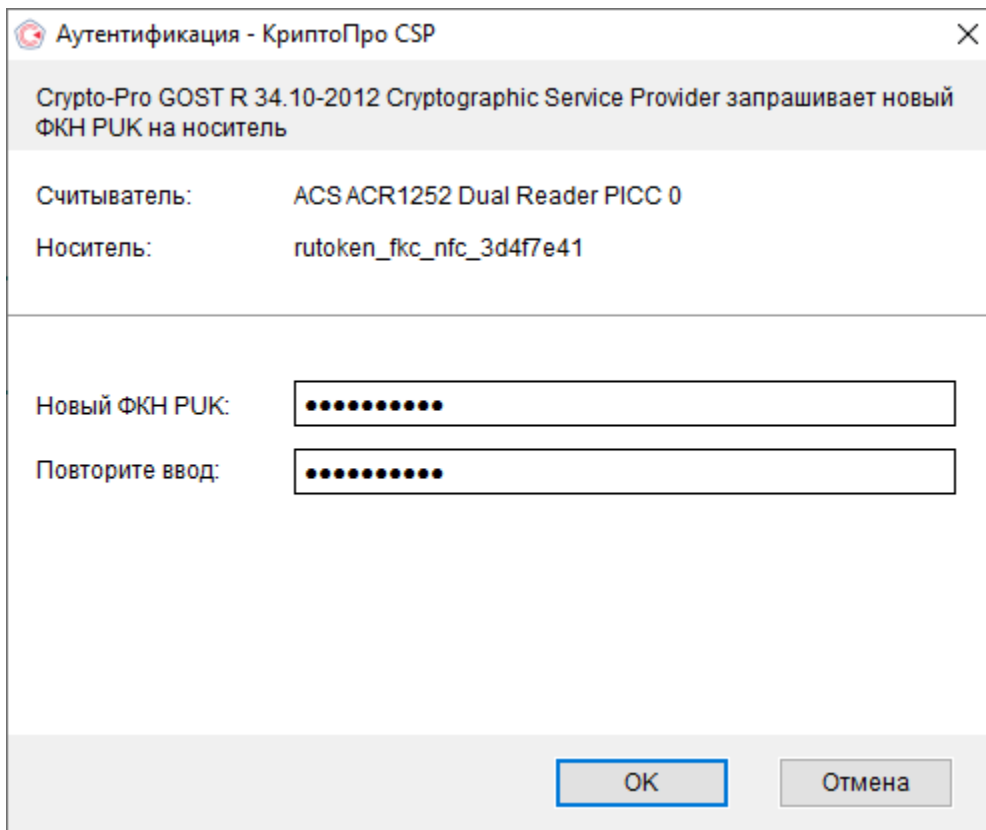 Аутентификация - КриптоПро CSP
Crypto-Pro GOST R 34.10-2012 Cryptographic Service Provider запрашивает новый
ФКН PUK на носитель
Считыватель: ACS ACR1252 Dual Reader PICC 0
Носитель: rutoken_fkc_nfc_3d4f7e41
Новый ФКН PUK: ●●●●●●●●●●
Повторите ввод: ●●●●●●●●●●
OK Отмена